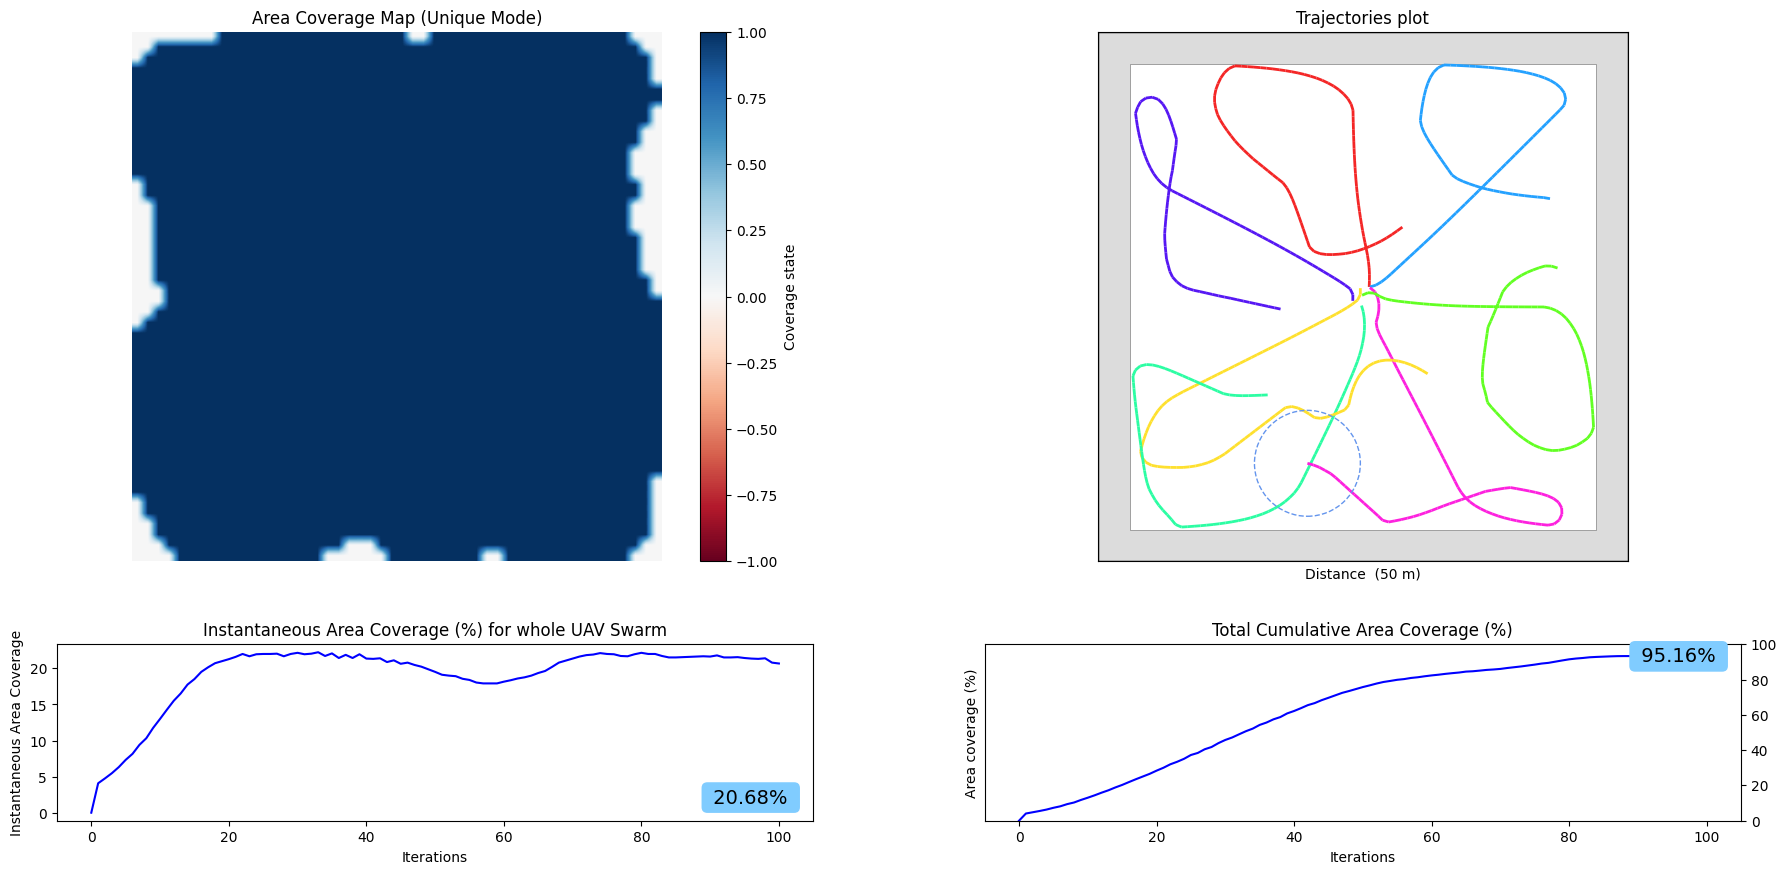 Area Coverage Map (Unique Mode)
1.00
0.75
0.50
0.25
0.00
−0.25
−0.50
−0.75
−1.00
Coverage state
Trajectories plot
Distance  (50 m)
Instantaneous Area Coverage (%) for whole UAV Swarm
Instantaneous Area Coverage
20
15
10
5
0
20.68%
0 20 40 60 80 100
Iterations
Total Cumulative Area Coverage (%)
Area coverage (%)
95.16%
100
80
60
40
20
0
0 20 40 60 80 100
Iterations